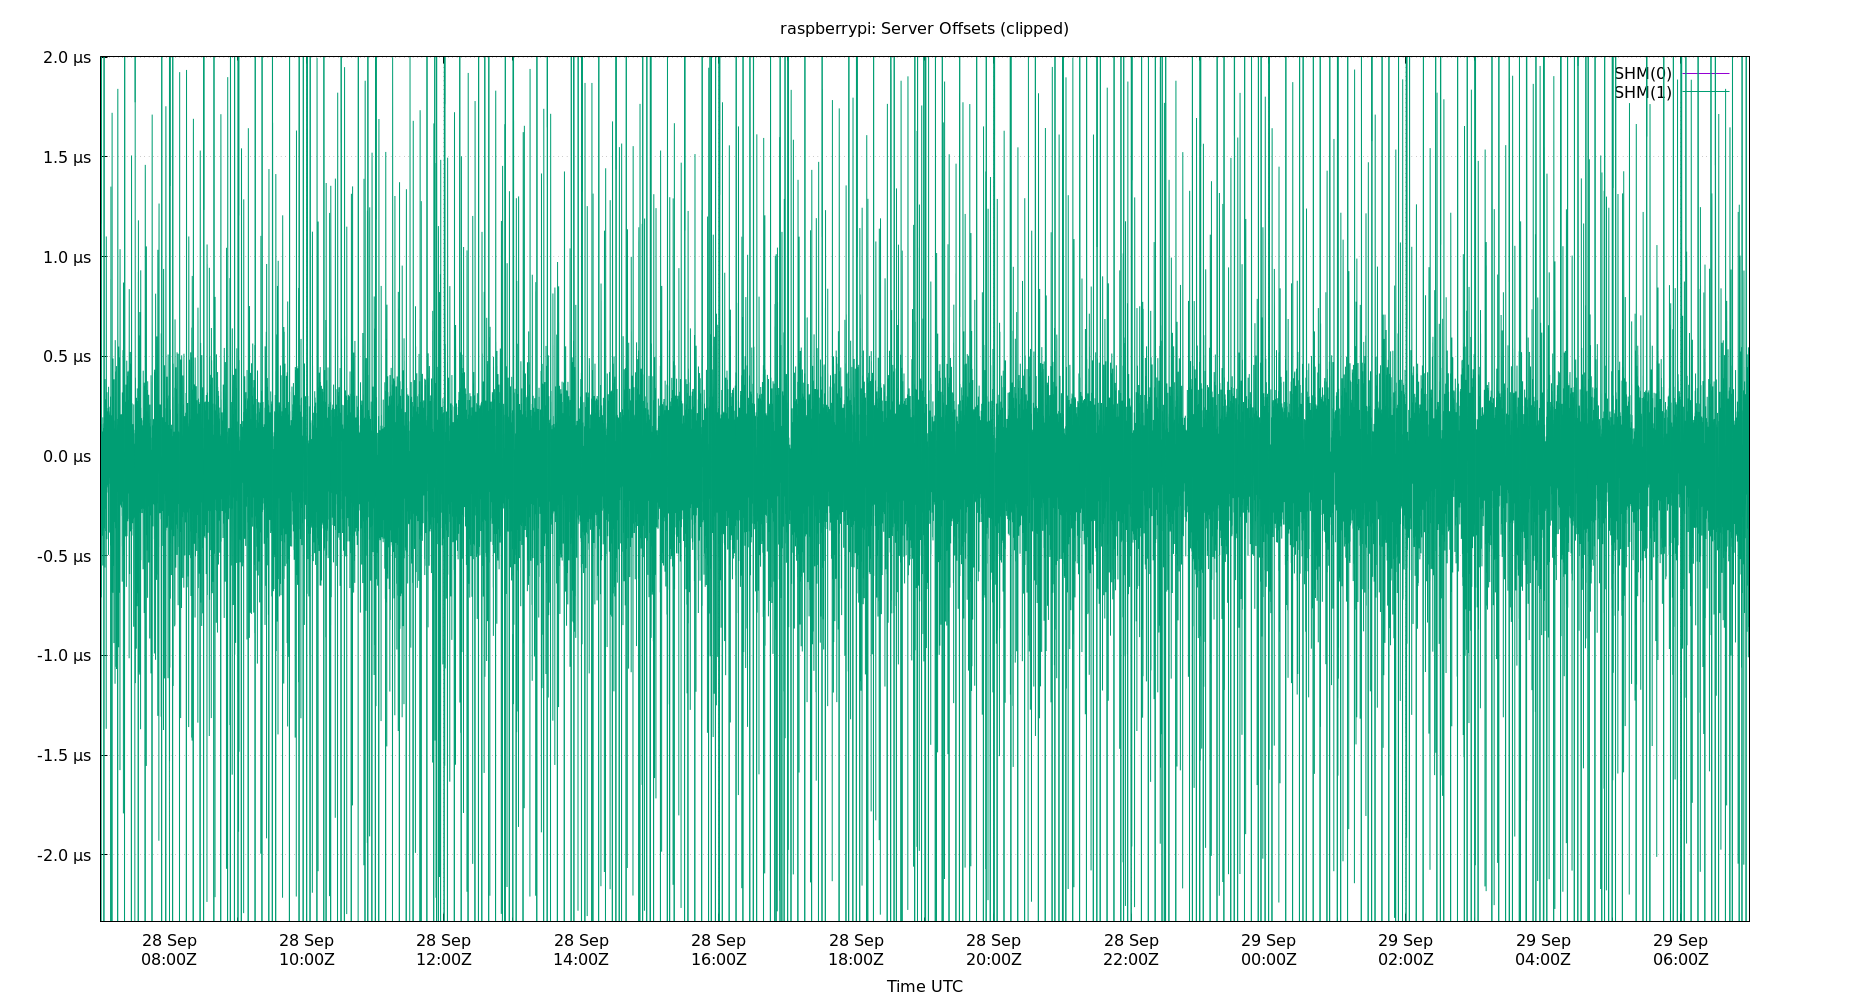 raspberrypi: Server Offsets (clipped)
2.0 μs
1.5 μs
1.0 μs
0.5 μs
0.0 μs
-0.5 μs
-1.0 μs
-1.5 μs
-2.0 μs
SHM(0)
SHM(1)
28 Sep 28 Sep 28 Sep 28 Sep 28 Sep 28 Sep 28 Sep 28 Sep 29 Sep 29 Sep 29 Sep 29 Sep
08:00Z 10:00Z 12:00Z 14:00Z 16:00Z 18:00Z 20:00Z 22:00Z 00:00Z 02:00Z 04:00Z 06:00Z
Time UTC